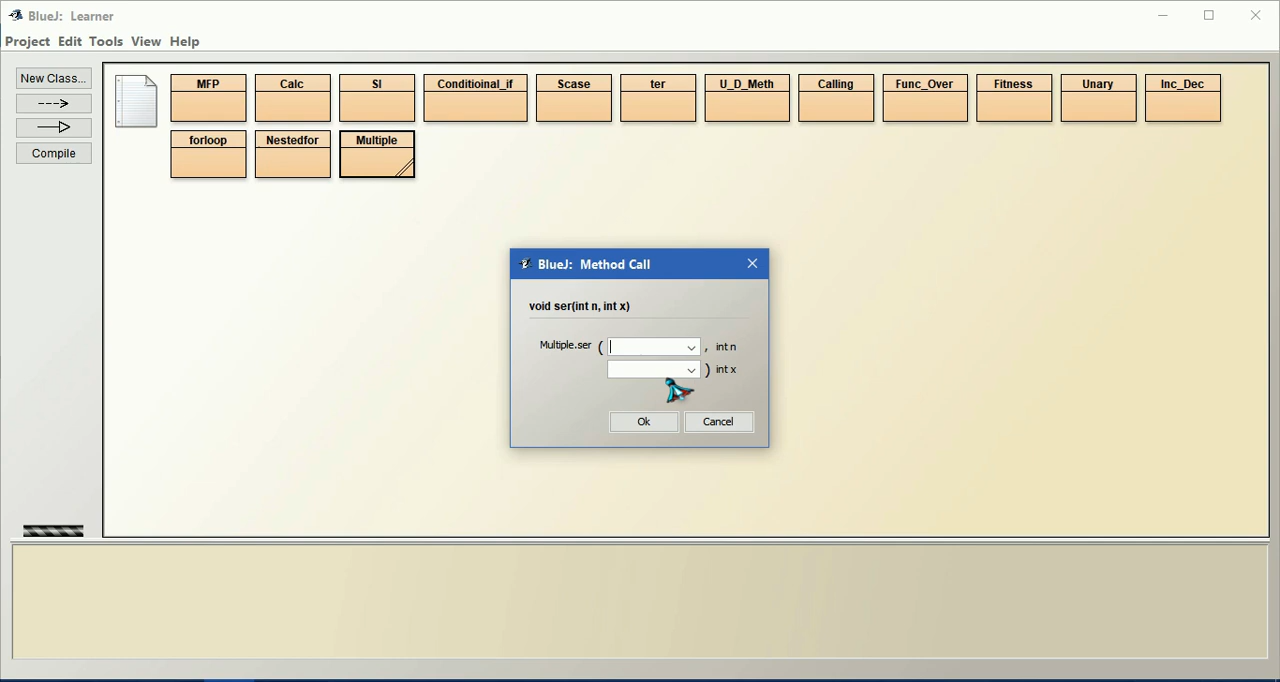 BlueJ: Learner
Project Edit Tools View Help
New Class...
Compile
MFP Calc SI Conditioinal_if Scase ter U_D_Meth Calling Func_Over Fitness Unary Inc_Dec
forloop Nestedfor Multiple
BlueJ: Method Call
void ser(int n, int x)
Multiple.ser ( , int n
) int x
Ok Cancel